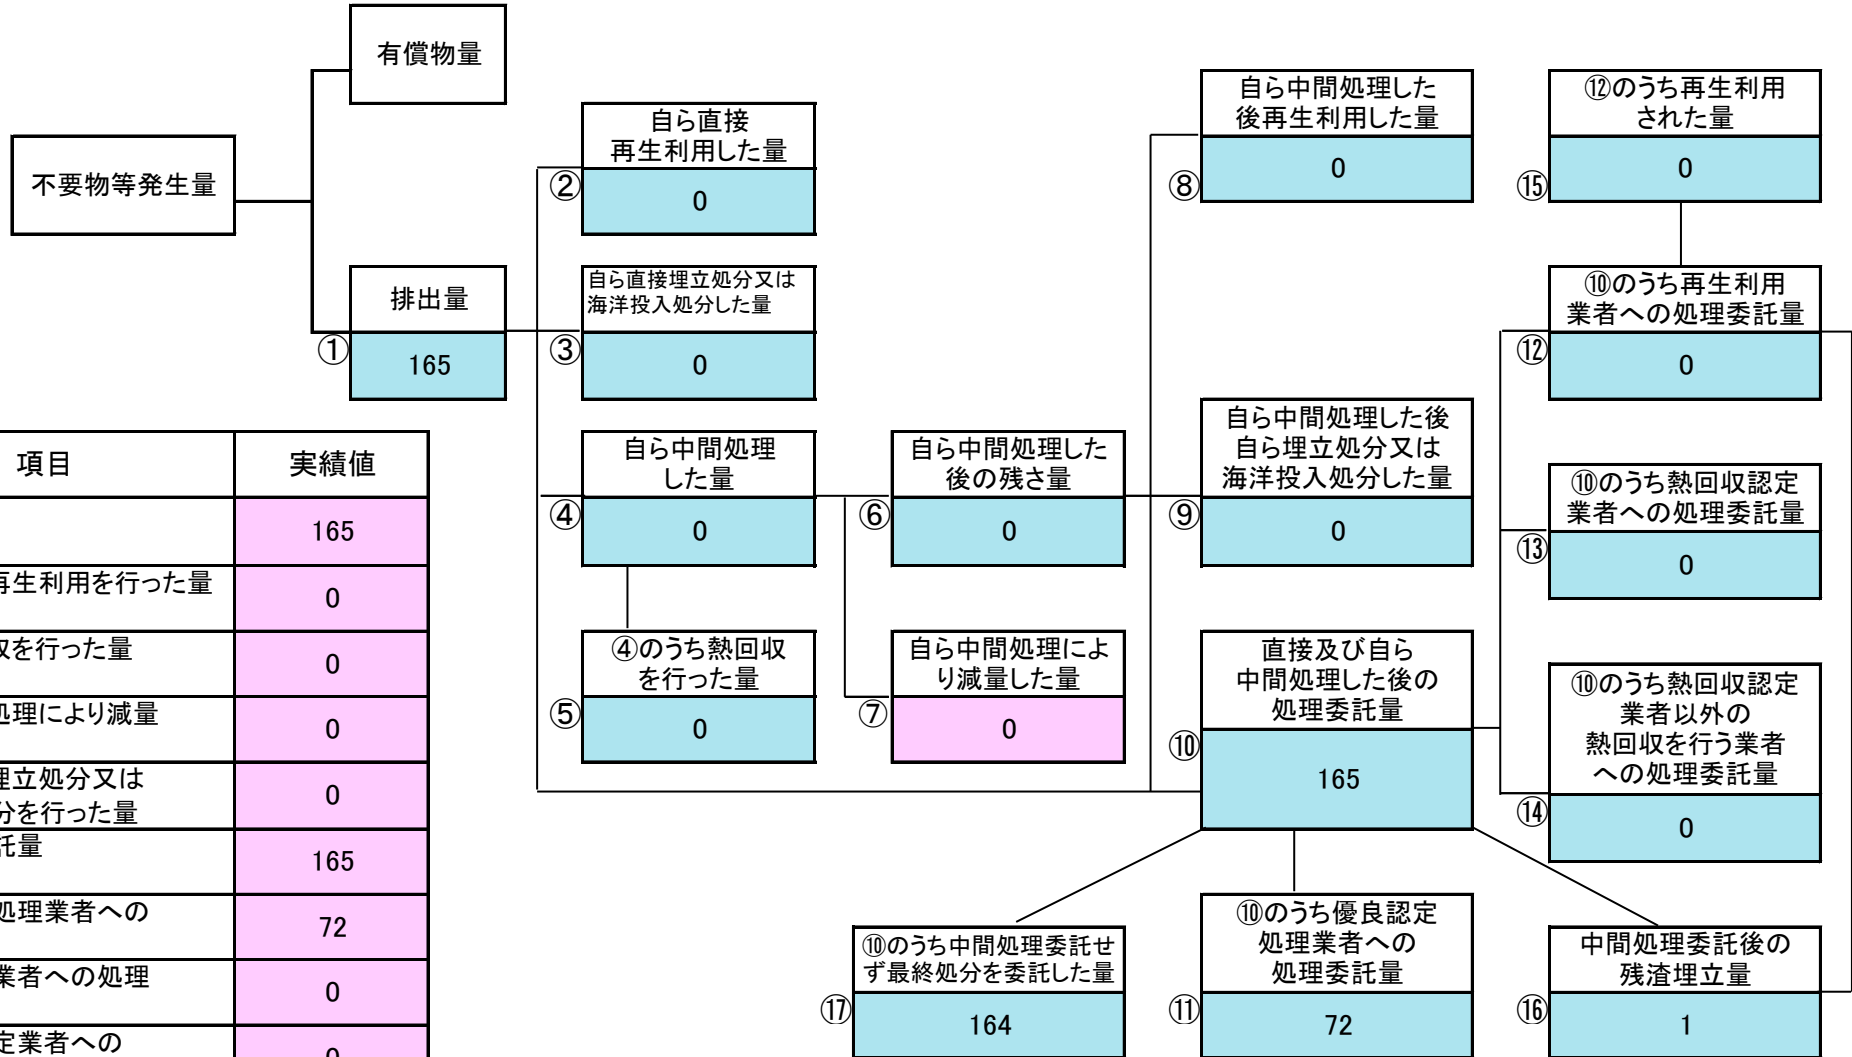 有償物量
不要物等発生量
排出量
①
165
自ら直接
再生利用した量
②
0
自ら直接埋立処分又は
海洋投入処分した量
③
0
自ら中間処理
した量
④
0
④のうち熱回収
を行った量
⑤
0
自ら中間処理した
後の残さ量
⑥
0
自ら中間処理によ
り減量した量
⑦
0
自ら中間処理した
後再生利用した量
⑧
0
自ら中間処理した後
自ら埋立処分又は
海洋投入処分した量
⑨
0
直接及び自ら
中間処理した後の
処理委託量
⑩
165
⑫のうち再生利用
された量
⑮
0
⑩のうち再生利用
業者への処理委託量
⑫
0
⑩のうち熱回収認定
業者への処理委託量
⑬
0
⑩のうち熱回収認定
業者以外の
熱回収を行う業者
への処理委託量
⑭
0
⑩のうち中間処理委託せ
ず最終処分を委託した量
⑰
164
⑩のうち優良認定
処理業者への
処理委託量
⑪
72
中間処理委託後の
残渣埋立量
⑯
1
項目 実績値
165
再生利用を行った量
0
を行った量
0
処理により減量
0
埋立処分又は
分を行った量
0
託量
165
処理業者への
72
業者への処理
0
定業者への
0